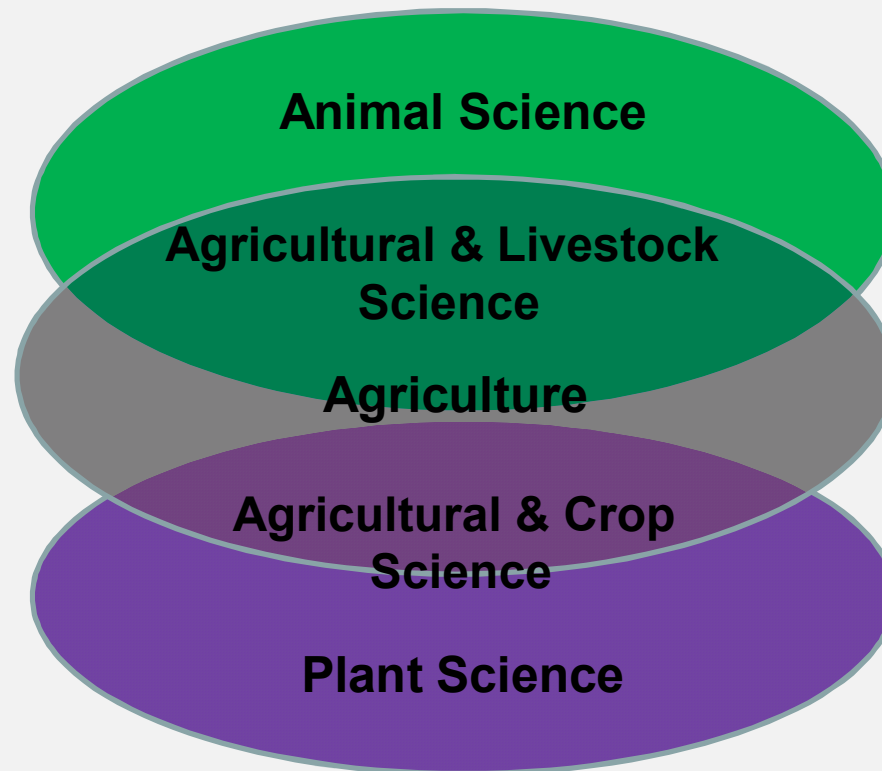 Animal Science
Agricultural & Livestock
Science
Agriculture
Agricultural & Crop
Science
Plant Science